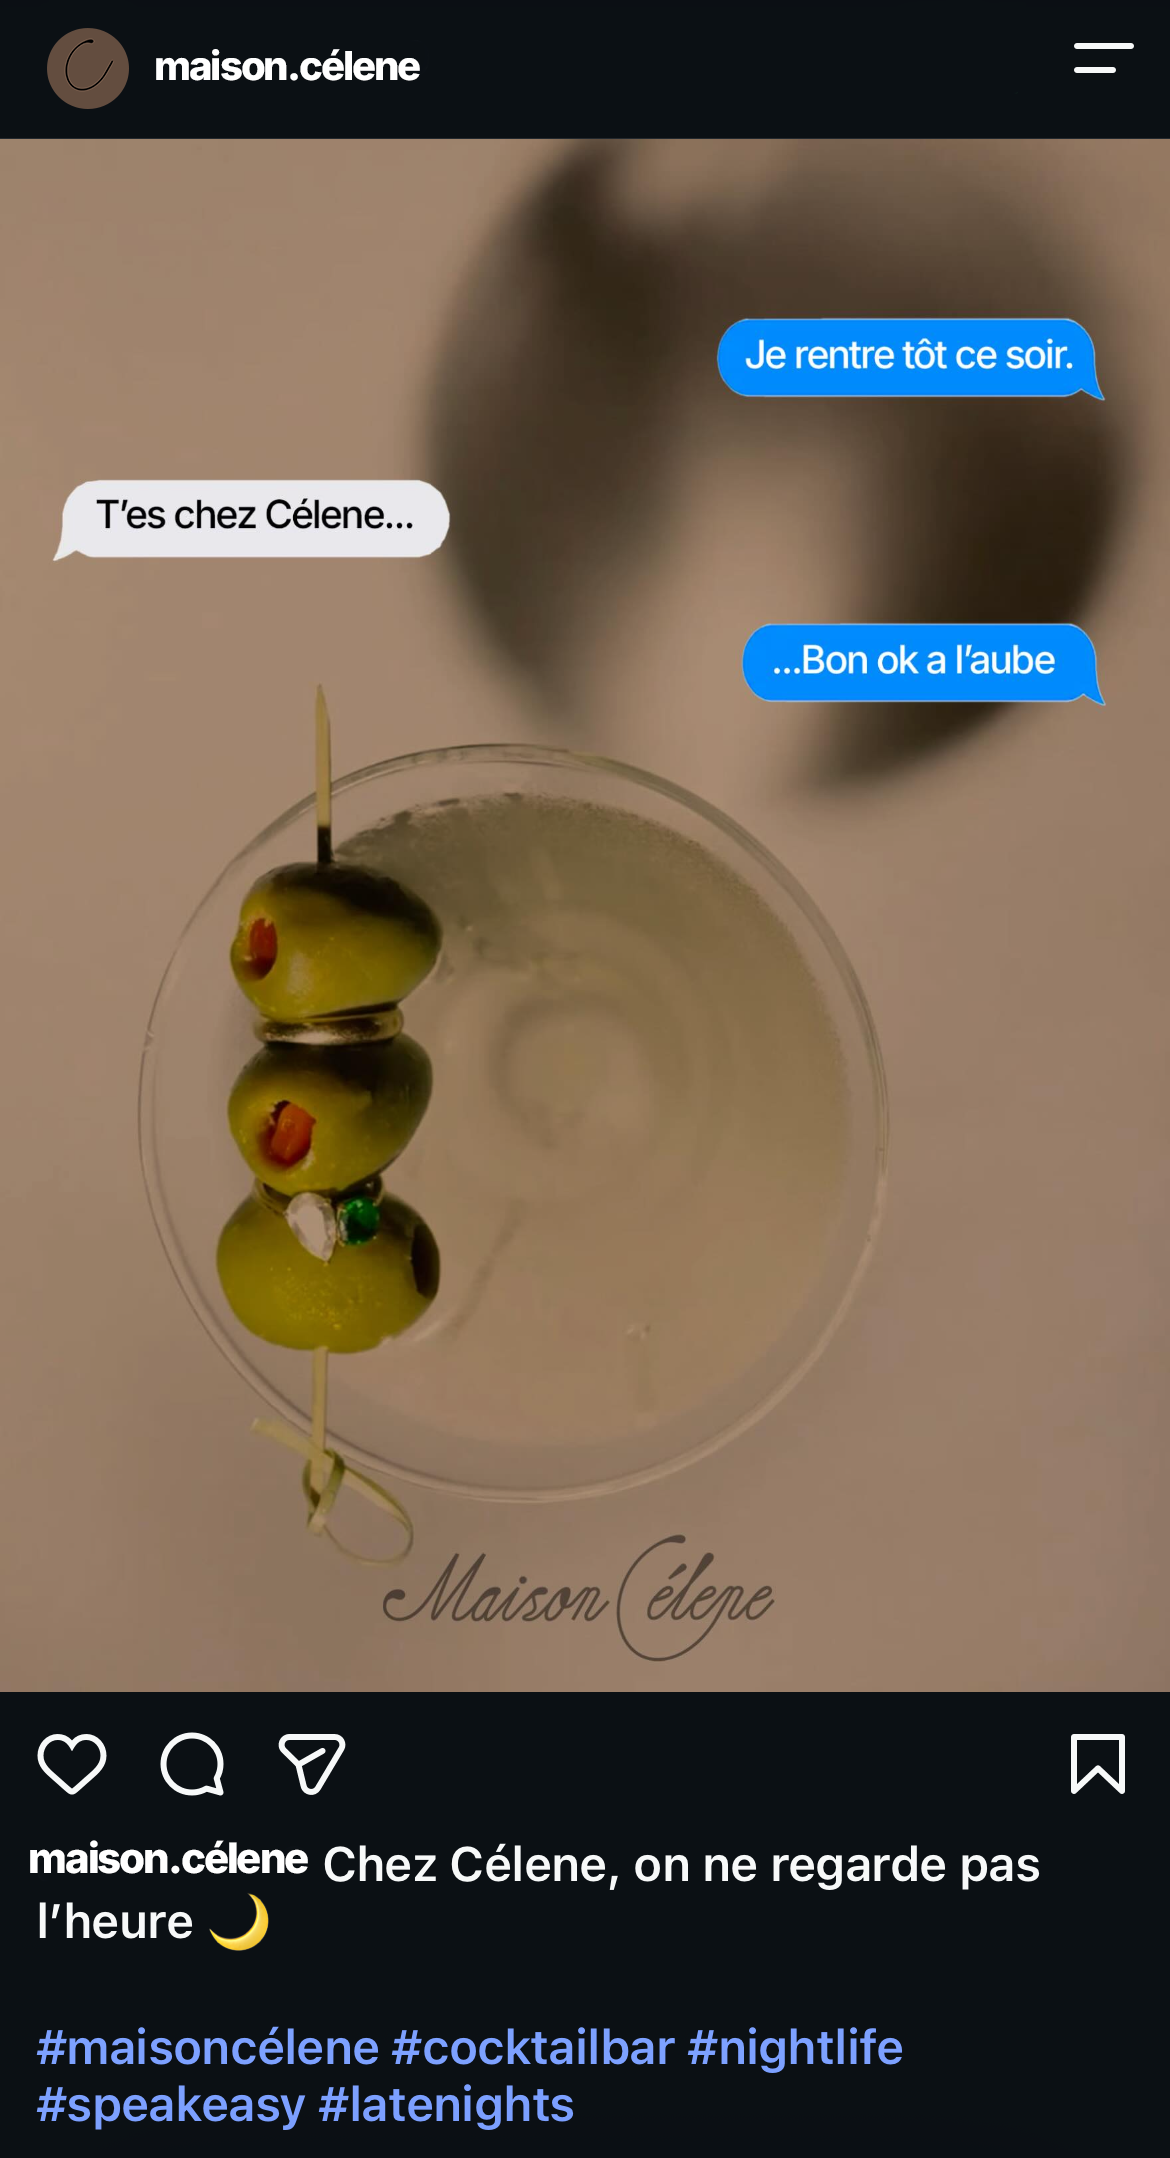 maison.célene
Je rentre tôt ce soir.
T’es chez Célene...
...Bon ok a l’aube
Maison Célene
maison.célene Chez Célene, on ne regarde pas
l’heure 🌙
#maisoncélene #cocktailbar #nightlife
#speakeasy #latenights